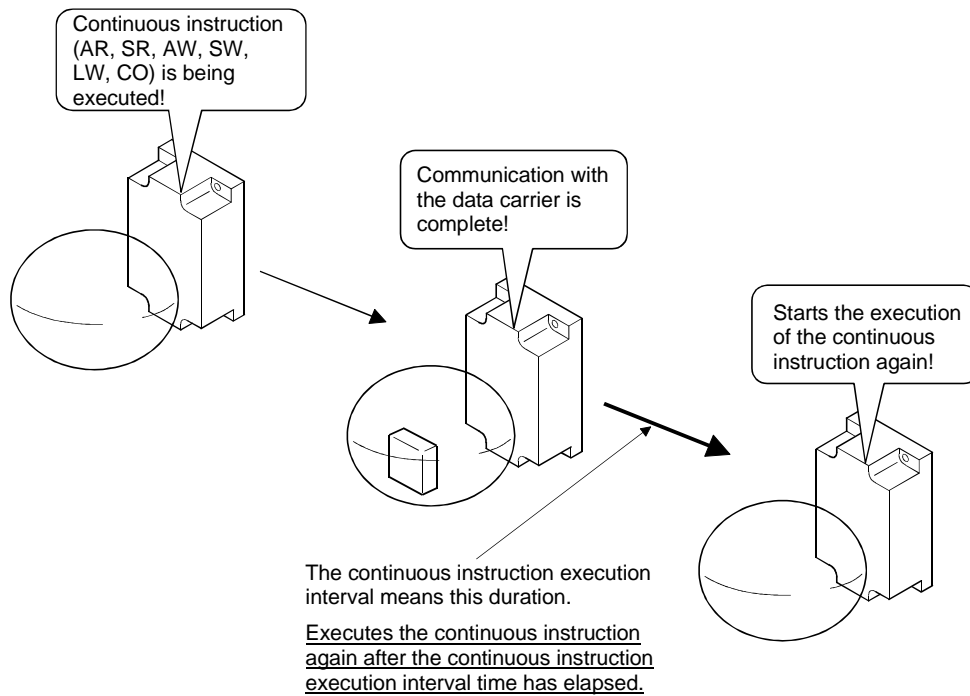 Continuous instruction
(AR, SR, AW, SW,
LW, CO) is being
executed!
Communication with
the data carrier is
complete!
Starts the execution
of the continuous
instruction again!
The continuous instruction execution
interval means this duration.
Executes the continuous instruction
again after the continuous instruction
execution interval time has elapsed.